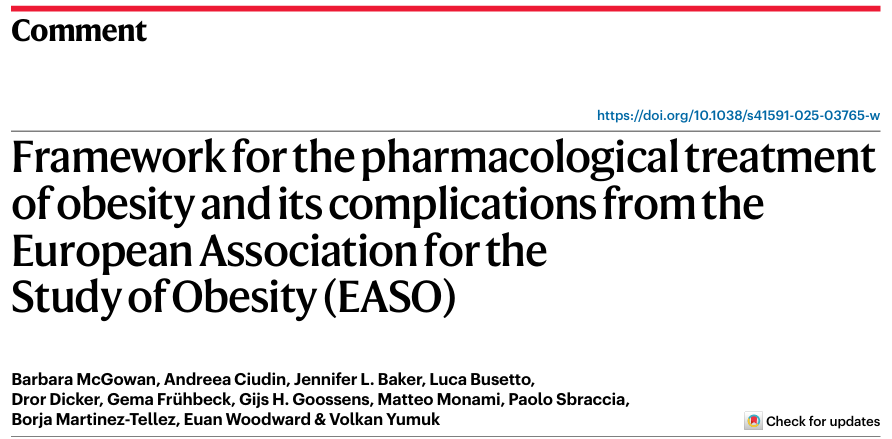 Comment
https://doi.org/10.1038/s41591-025-03765-w
Framework for the pharmacological treatment
of obesity and its complications from the
European Association for the
Study of Obesity (EASO)
Barbara McGowan, Andreea Ciudin, Jennifer L. Baker, Luca Busetto,
Dror Dicker, Gema Frühbeck, Gijs H. Goossens, Matteo Monami, Paolo Sbraccia,
Borja Martinez-Tellez, Euan Woodward & Volkan Yumuk
Check for updates